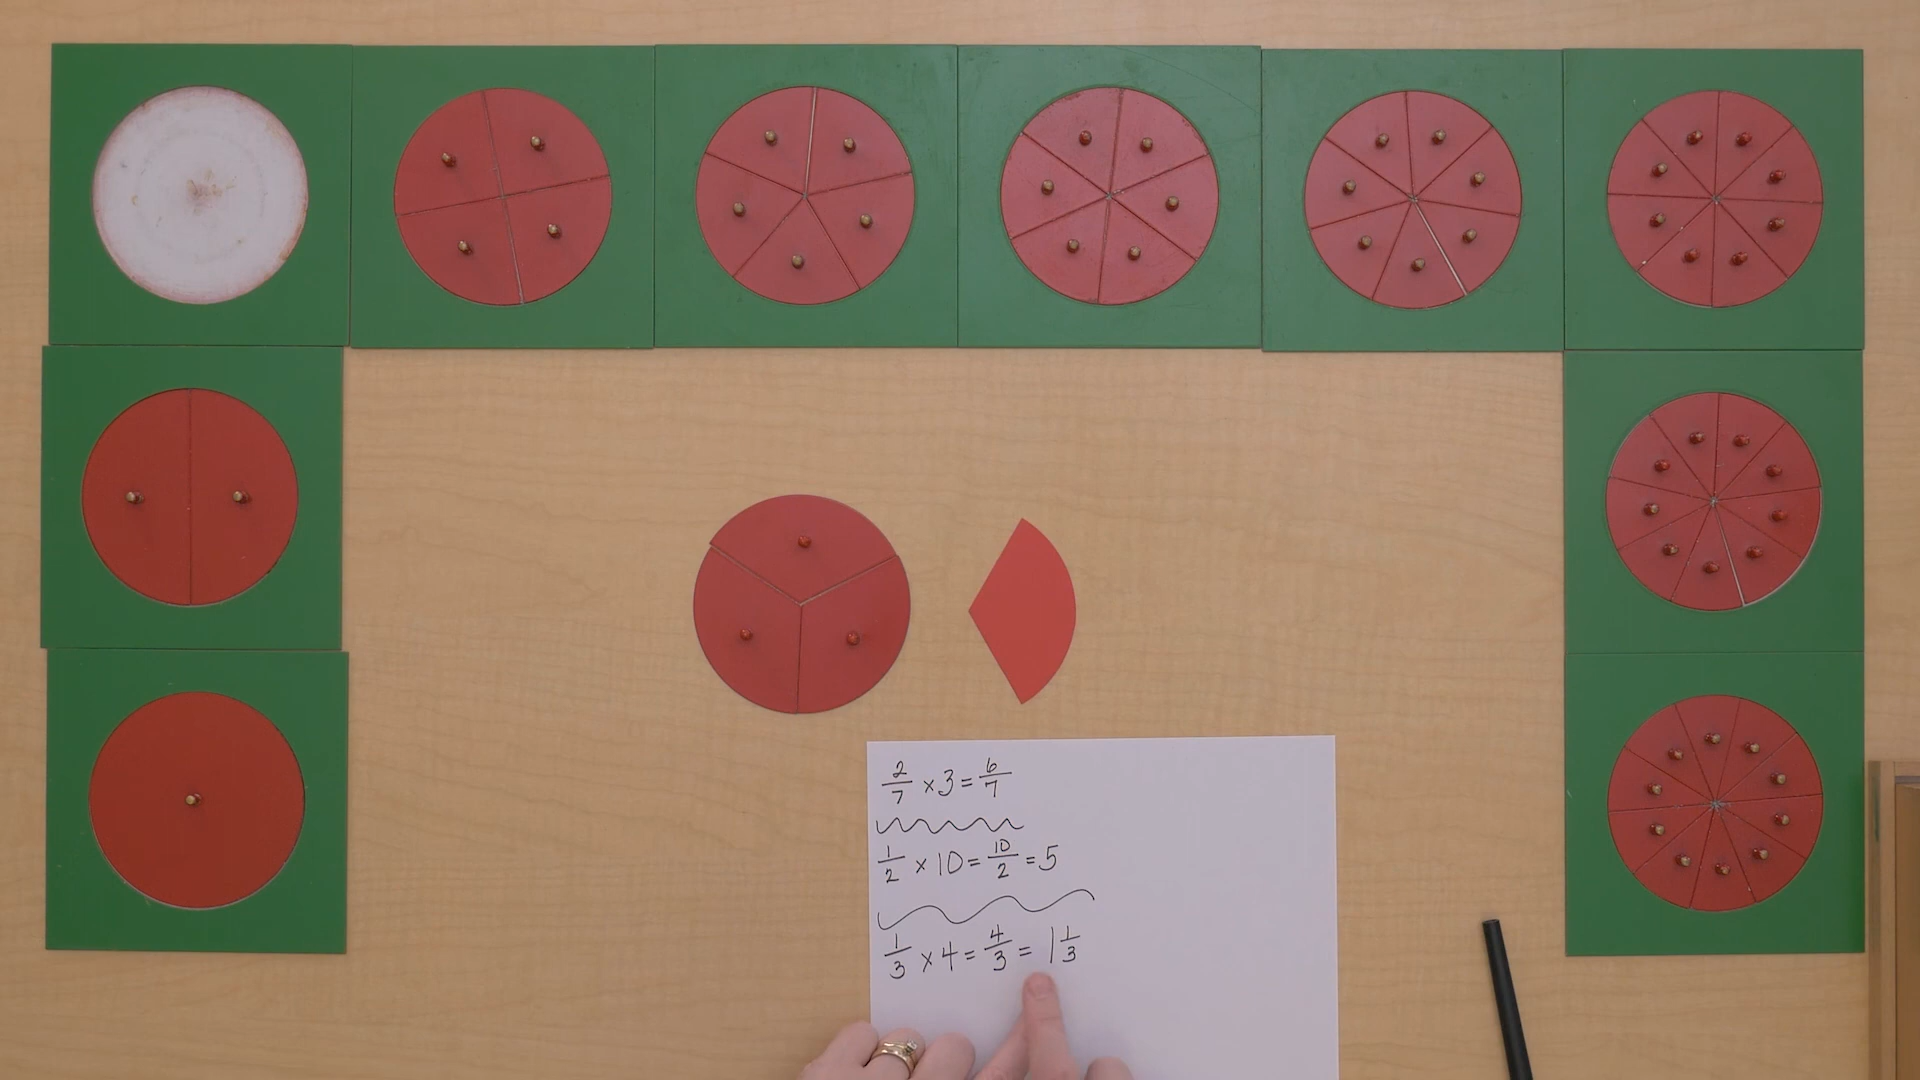 2/7 x 3 = 6/7
1/2 x 10 = 10/2 = 5
1/3 x 4 = 4/3 = 1 1/3